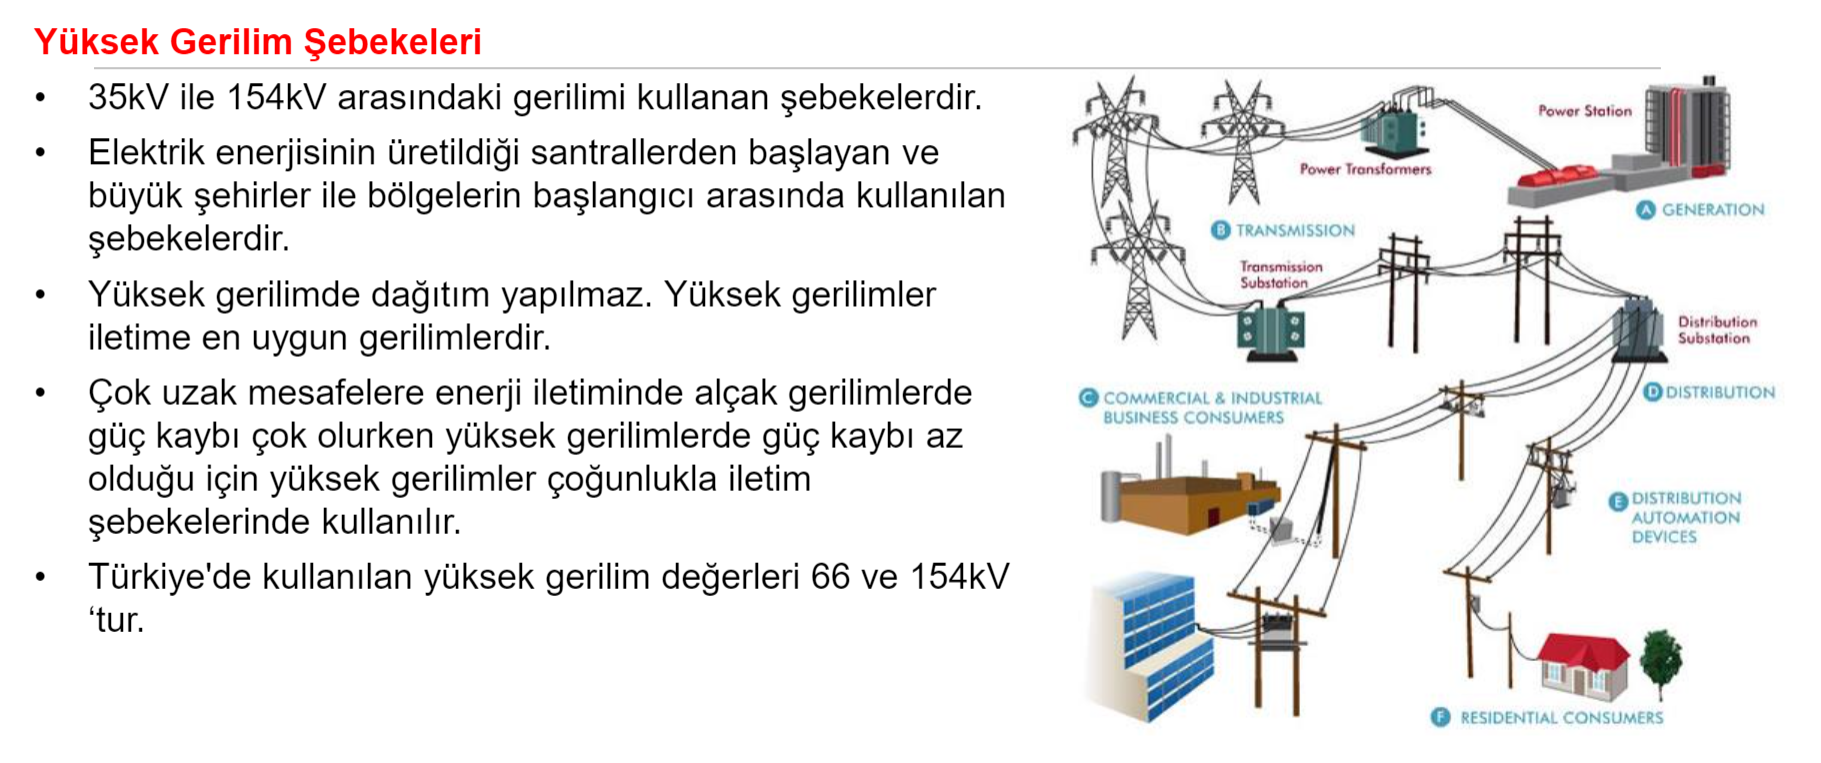 Yüksek Gerilim Şebekeleri
• 35kV ile 154kV arasındaki gerilimi kullanan şebekelerdir.
• Elektrik enerjisinin üretildiği santrallerden başlayan ve
büyük şehirler ile bölgelerin başlangıcı arasında kullanılan
şebekelerdir.
• Yüksek gerilimde dağıtım yapılmaz. Yüksek gerilimler
iletime en uygun gerilimlerdir.
• Çok uzak mesafelere enerji iletiminde alçak gerilimlerde
güç kaybı çok olurken yüksek gerilimlerde güç kaybı az
olduğu için yüksek gerilimler çoğunlukla iletim
şebekelerinde kullanılır.
• Türkiye'de kullanılan yüksek gerilim değerleri 66 ve 154kV
‘tur.
Power Station
Power Transformers
A GENERATION
B TRANSMISSION
Transmission
Substation
Distribution
Substation
C COMMERCIAL & INDUSTRIAL
BUSINESS CONSUMERS
D DISTRIBUTION
E DISTRIBUTION
AUTOMATION
DEVICES
F RESIDENTIAL CONSUMERS